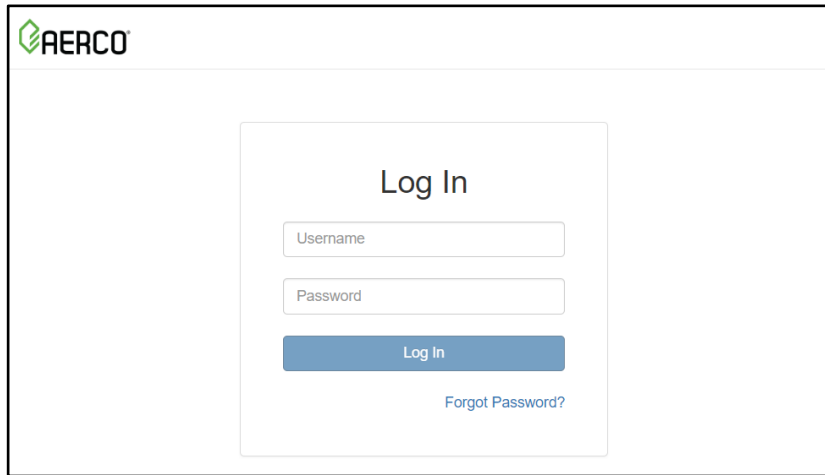 AERCO
Log In
Username
Password
Log In
Forgot Password?